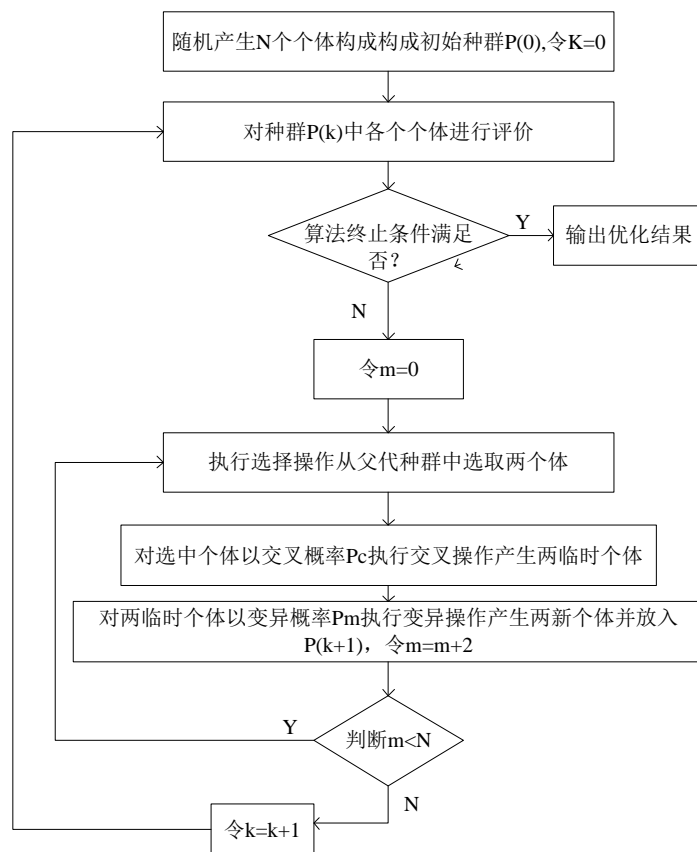 随机产生N个个体构成构成初始种群P(0),令K=0
对种群P(k)中各个个体进行评价
算法终止条件满足
否？
Y
输出优化结果
N
令m=0
执行选择操作从父代种群中选取两个体
对选中个体以交叉概率Pc执行交叉操作产生两临时个体
对两临时个体以变异概率Pm执行变异操作产生两新个体并放入
P(k+1)，令m=m+2
Y
判断m<N
N
令k=k+1